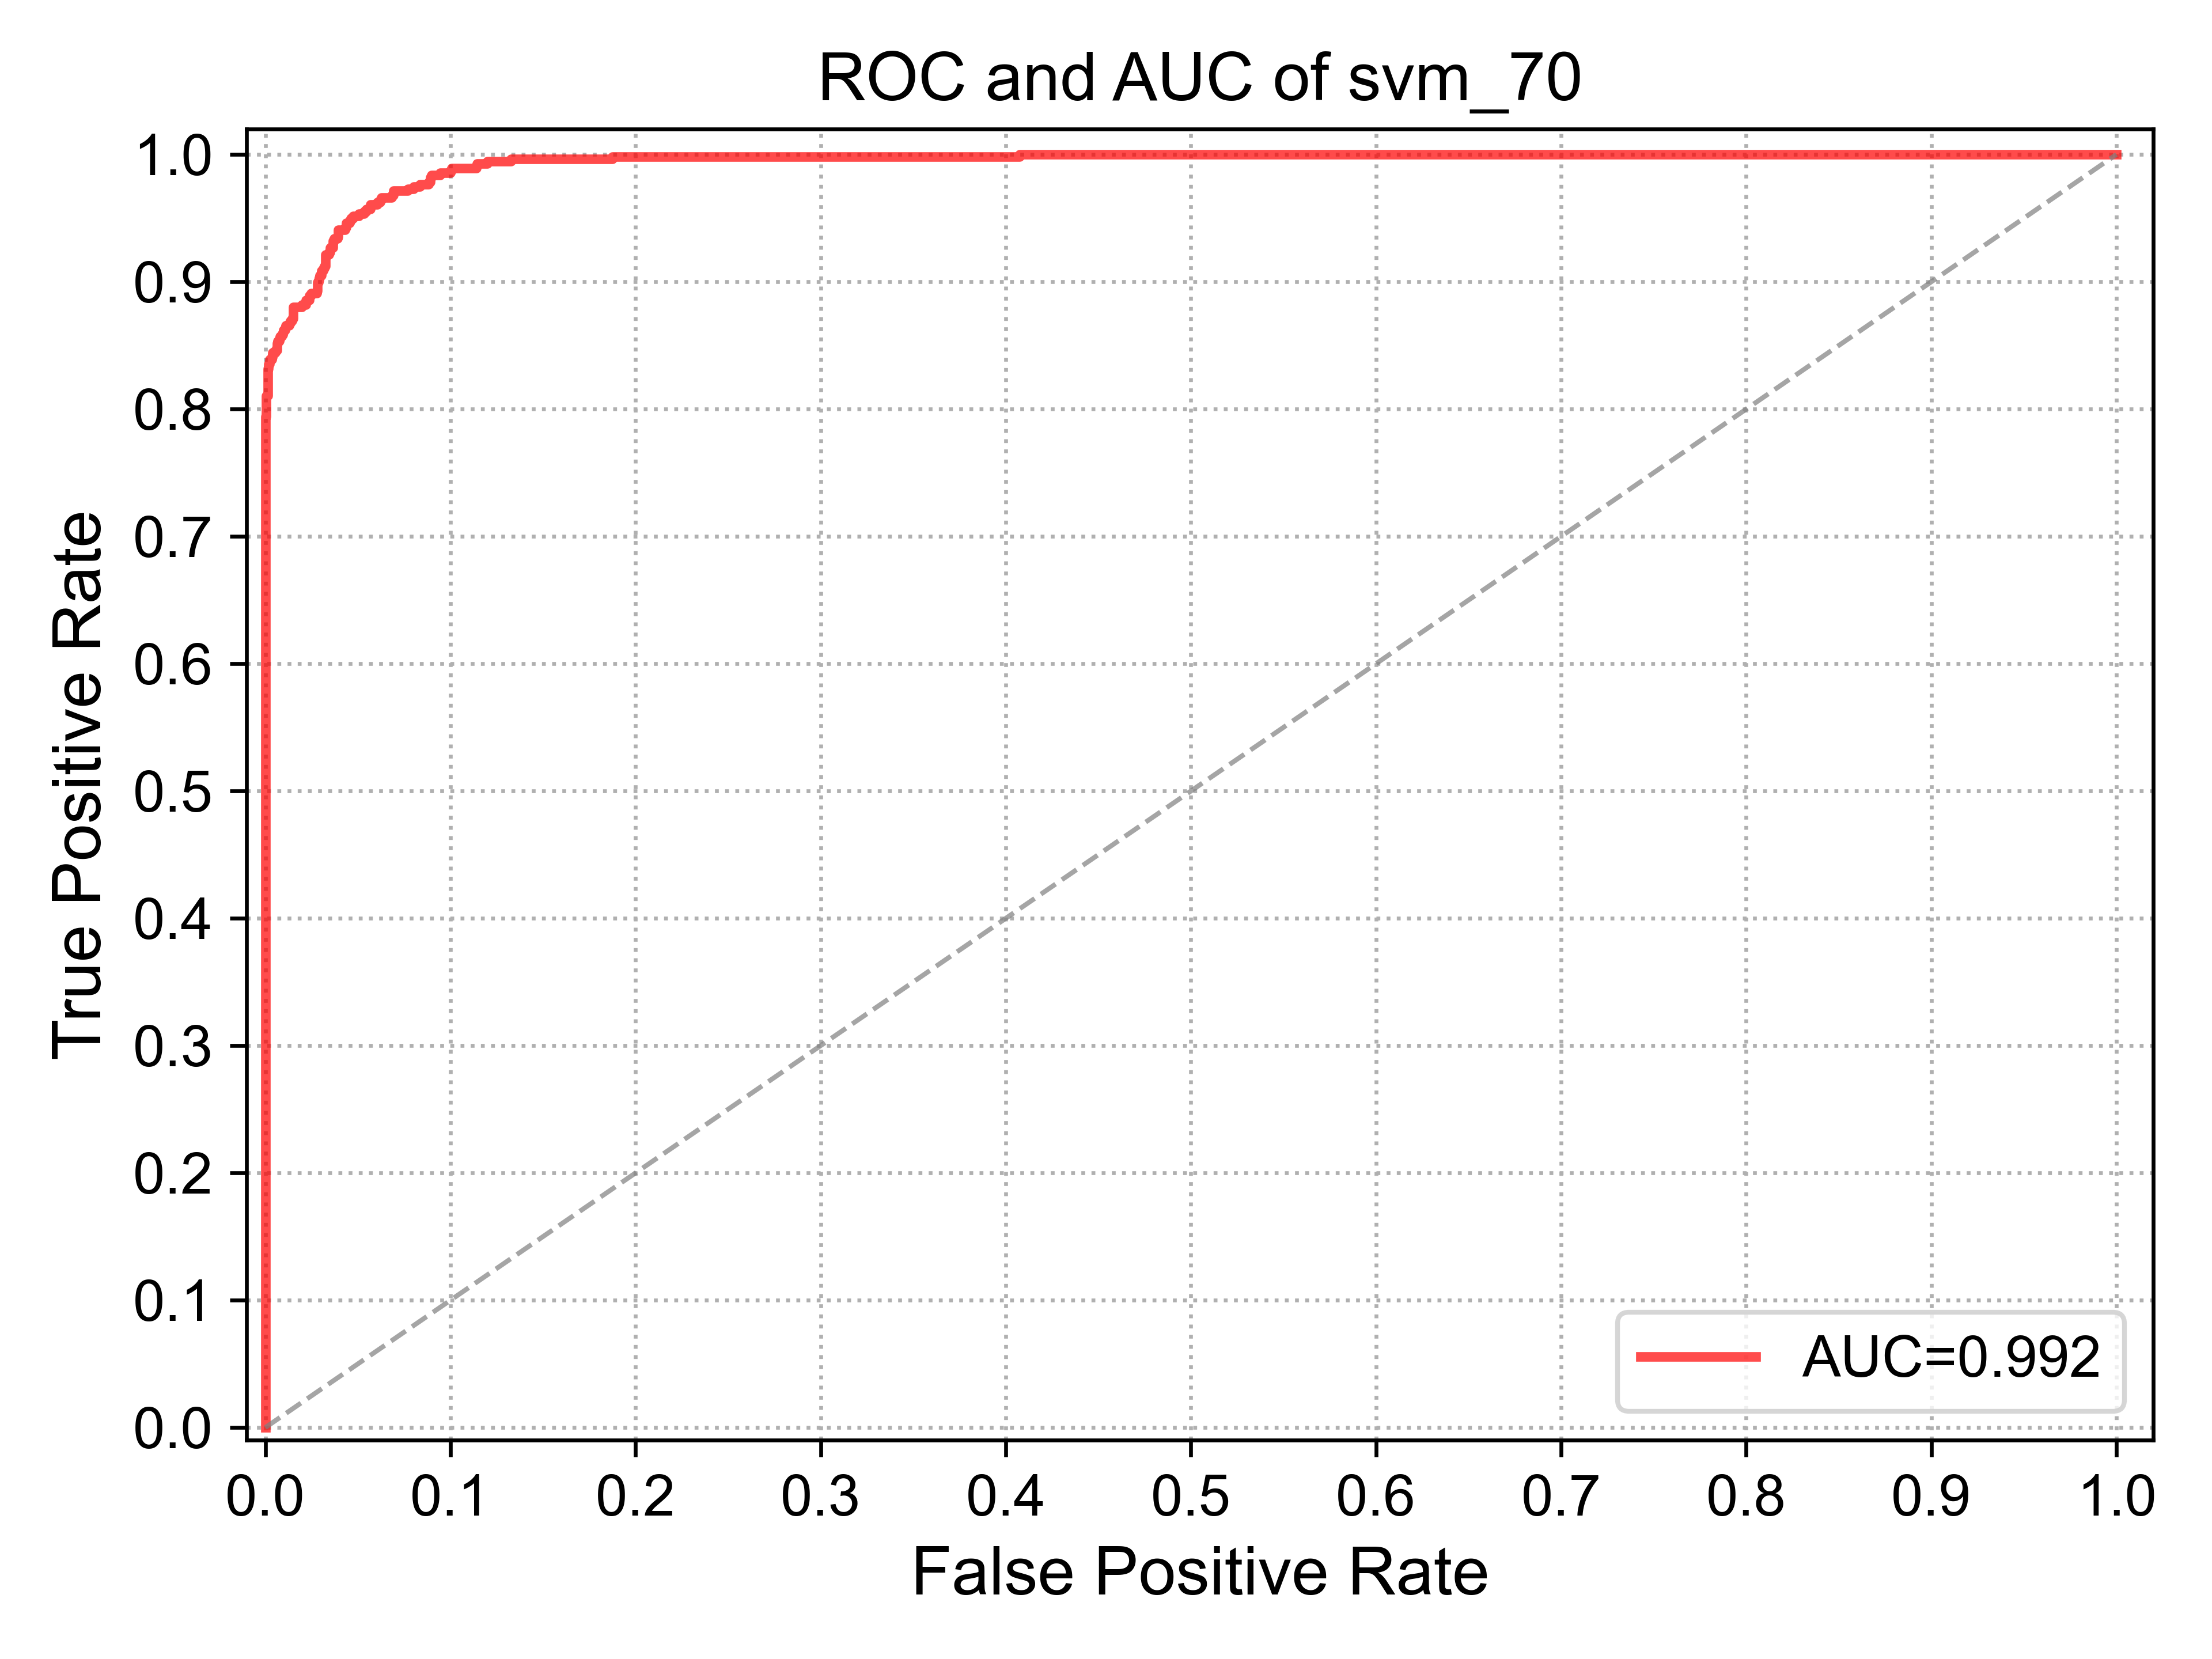 ROC and AUC of svm_70
True Positive Rate
1.0
0.9
0.8
0.7
0.6
0.5
0.4
0.3
0.2
0.1
0.0
AUC=0.992
0.0 0.1 0.2 0.3 0.4 0.5 0.6 0.7 0.8 0.9 1.0
False Positive Rate